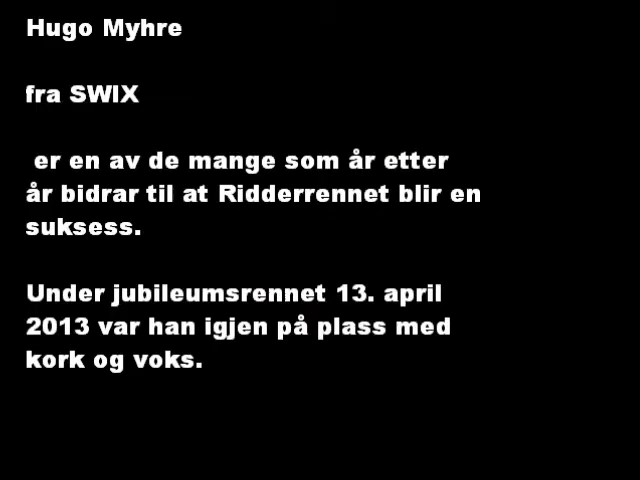 Hugo Myhre
fra SWIX
er en av de mange som år etter
år bidrar til at Ridderrennet blir en
suksess.
Under jubileumsrennet 13. april
2013 var han igjen på plass med
kork og voks.